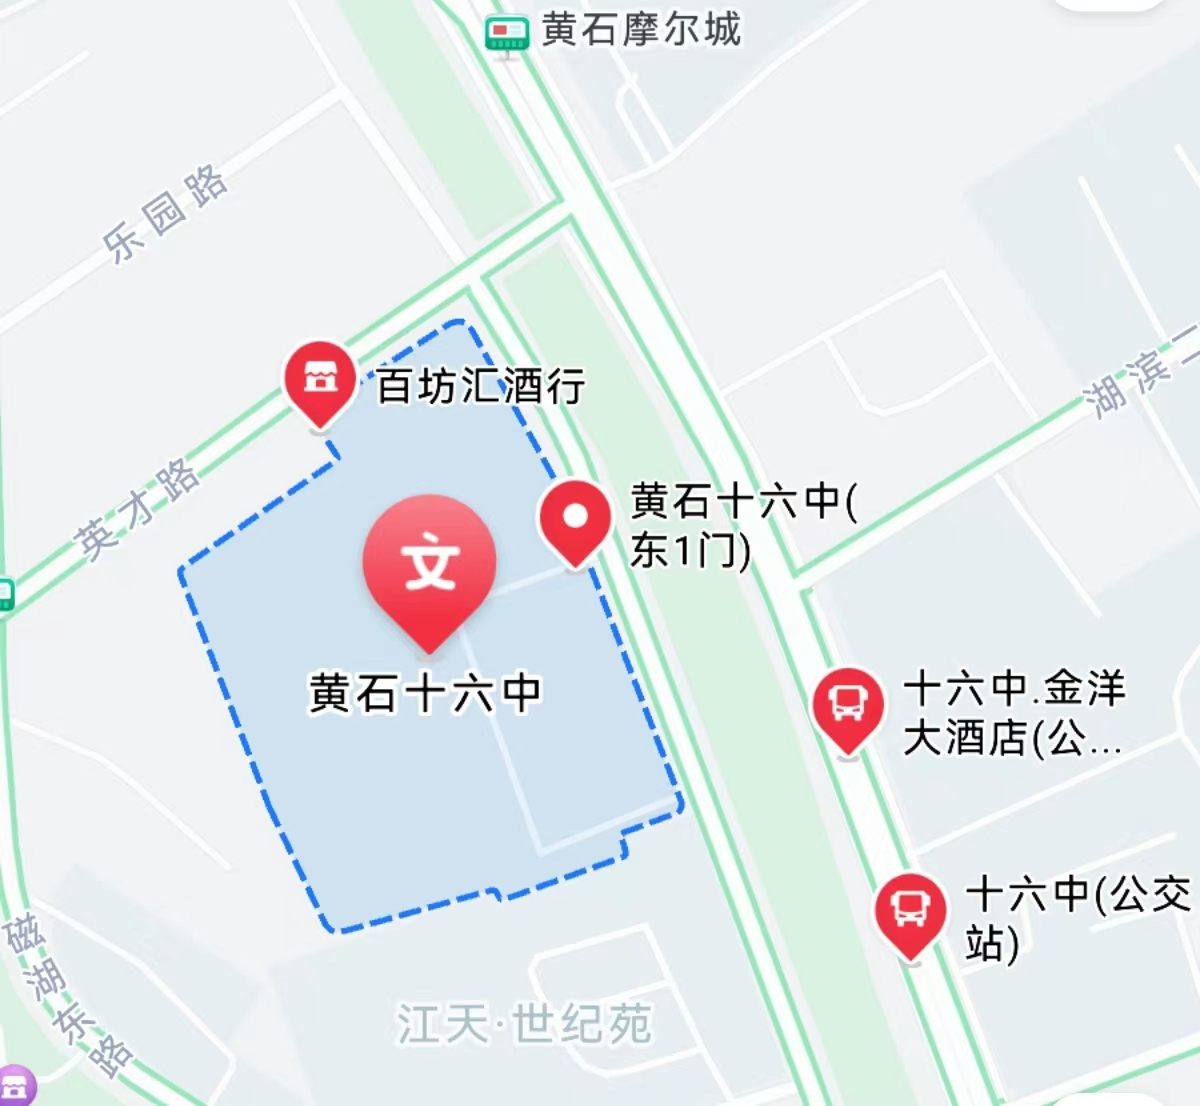 黄石摩尔城
乐园路
百坊汇酒行
湖滨二
英才路
黄石十六中(
东1门)
文
黄石十六中
十六中.金洋
大酒店(公...
十六中(公交
站)
磁湖东路
江天·世纪苑